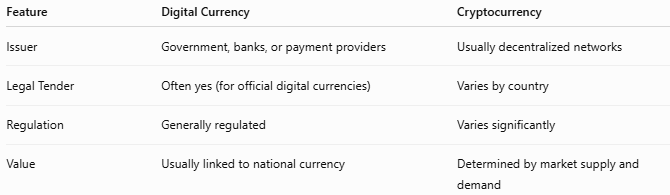 Feature Digital Currency Cryptocurrency
Issuer Government, banks, or payment providers Usually decentralized networks
Legal Tender Often yes (for official digital currencies) Varies by country
Regulation Generally regulated Varies significantly
Value Usually linked to national currency Determined by market supply and
demand